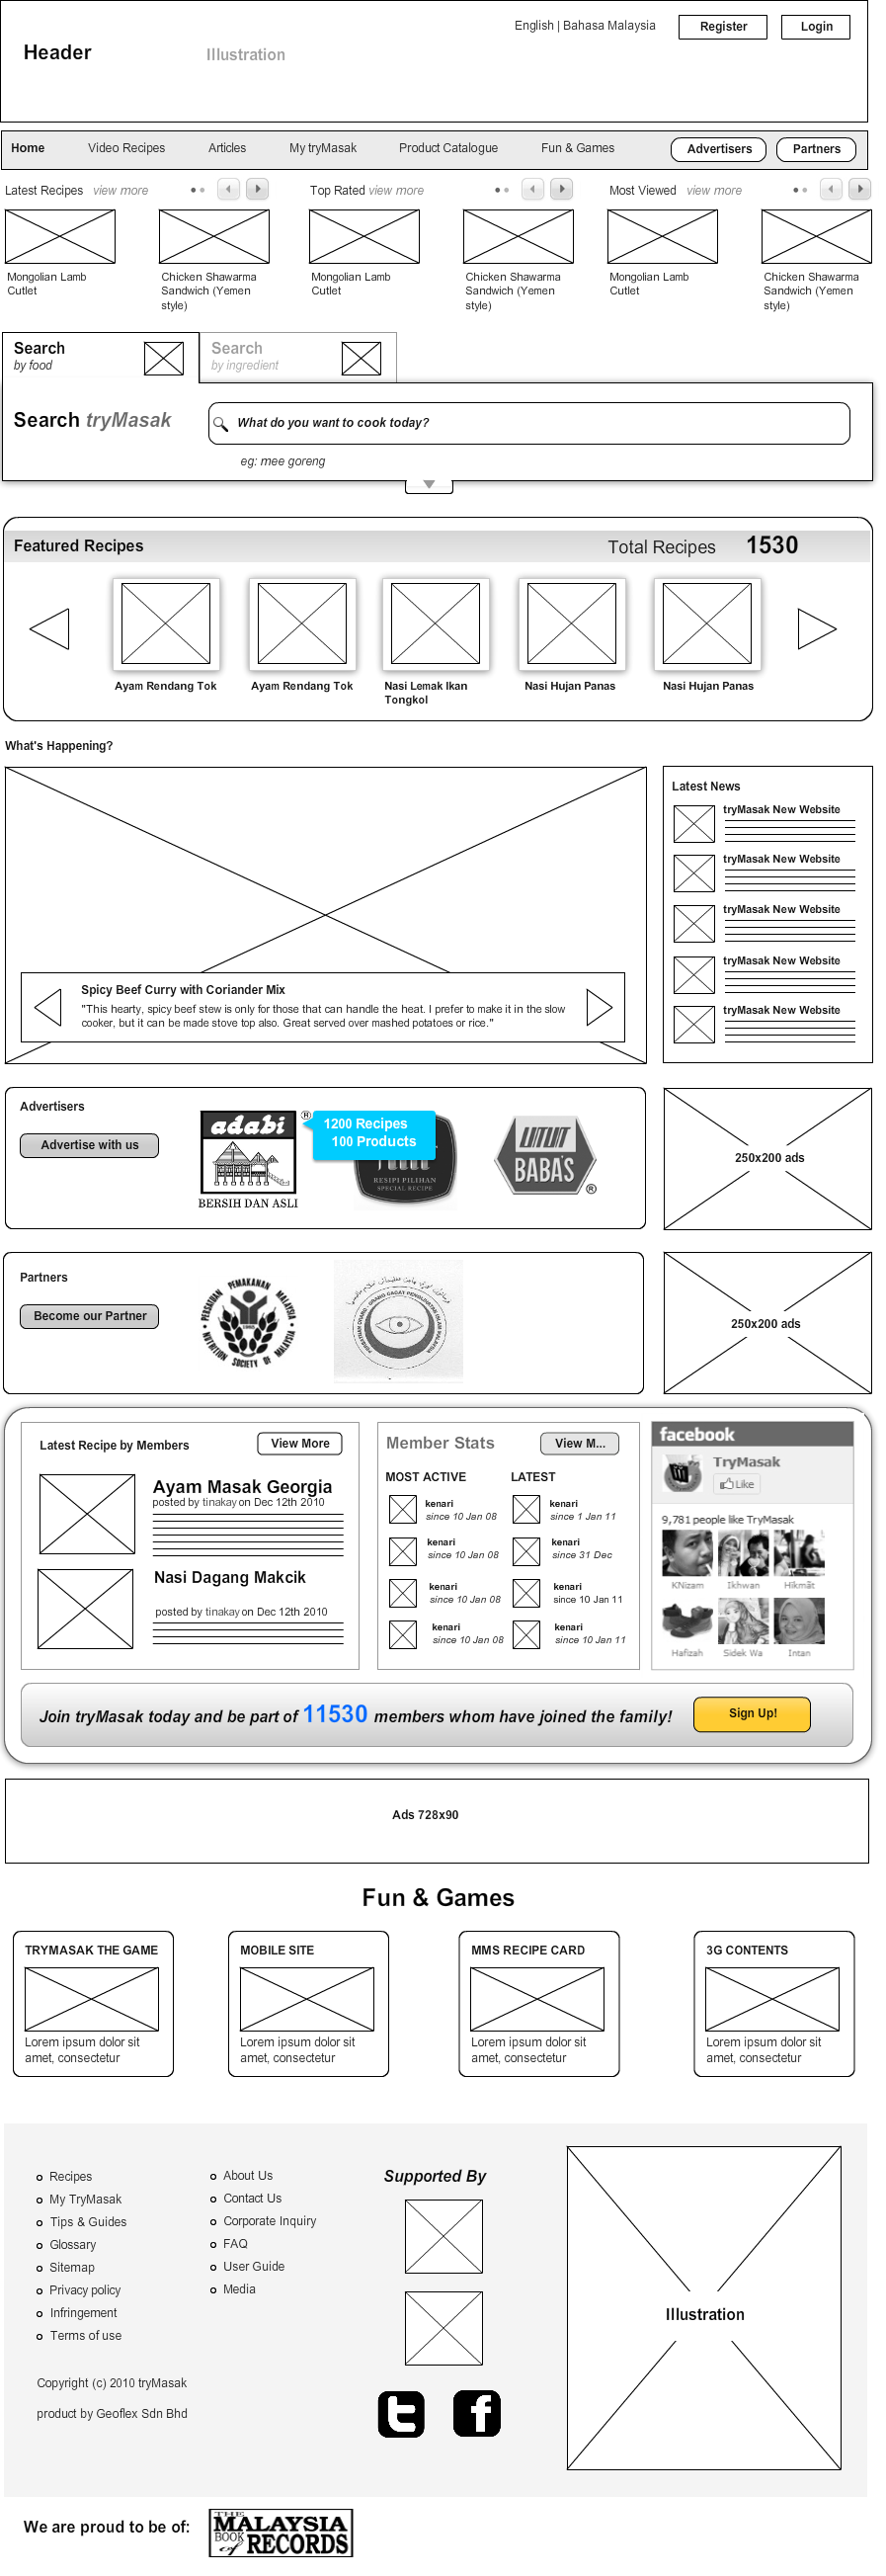 English | Bahasa Malaysia
Register
Login
Header
Illustration
Home
Video Recipes
Articles
My tryMasak
Product Catalogue
Fun & Games
Advertisers
Partners
Latest Recipes view more
Top Rated view more
Most Viewed view more
Mongolian Lamb
Cutlet
Chicken Shawarma
Sandwich (Yemen
style)
Mongolian Lamb
Cutlet
Chicken Shawarma
Sandwich (Yemen
style)
Mongolian Lamb
Cutlet
Chicken Shawarma
Sandwich (Yemen
style)
Search
by food
Search
by ingredient
Search tryMasak
What do you want to cook today?
eg: mee goreng
Featured Recipes
Total Recipes 1530
Ayam Rendang Tok
Ayam Rendang Tok
Nasi Lemak Ikan
Tongkol
Nasi Hujan Panas
Nasi Hujan Panas
What's Happening?
Spicy Beef Curry with Coriander Mix
"This hearty, spicy beef stew is only for those that can handle the heat. I prefer to make it in the slow
cooker, but it can be made stove top also. Great served over mashed potatoes or rice."
Latest News
tryMasak New Website
tryMasak New Website
tryMasak New Website
tryMasak New Website
tryMasak New Website
Advertisers
Advertise with us
adabi ®
BERSIH DAN ASLI
1200 Recipes
100 Products
RESIPI PILIHAN
SPECIAL RECIPE
BABA'S ®
250x200 ads
Partners
Become our Partner
PERSATUAN PEMAKANAN MALAYSIA
NUTRITION SOCIETY OF MALAYSIA
1985
250x200 ads
Latest Recipe by Members
View More
Ayam Masak Georgia
posted by tinakay on Dec 12th 2010
Nasi Dagang Makcik
posted by tinakay on Dec 12th 2010
Member Stats
View M...
MOST ACTIVE
LATEST
kenari
since 10 Jan 08
kenari
since 1 Jan 11
kenari
since 10 Jan 08
kenari
since 31 Dec
kenari
since 10 Jan 08
kenari
since 10 Jan 11
kenari
since 10 Jan 08
kenari
since 10 Jan 11
facebook
TryMasak
Like
9,781 people like TryMasak
KNizam
Ikhwan
Hikmât
Hafizah
Sidek Wa
Intan
Join tryMasak today and be part of 11530 members whom have joined the family!
Sign Up!
Ads 728x90
Fun & Games
TRYMASAK THE GAME
Lorem ipsum dolor sit
amet, consectetur
MOBILE SITE
Lorem ipsum dolor sit
amet, consectetur
MMS RECIPE CARD
Lorem ipsum dolor sit
amet, consectetur
3G CONTENTS
Lorem ipsum dolor sit
amet, consectetur
Recipes
My TryMasak
Tips & Guides
Glossary
Sitemap
Privacy policy
Infringement
Terms of use
About Us
Contact Us
Corporate Inquiry
FAQ
User Guide
Media
Supported By
Illustration
Copyright (c) 2010 tryMasak
product by Geoflex Sdn Bhd
We are proud to be of:
THE
MALAYSIA
BOOK
of RECORDS